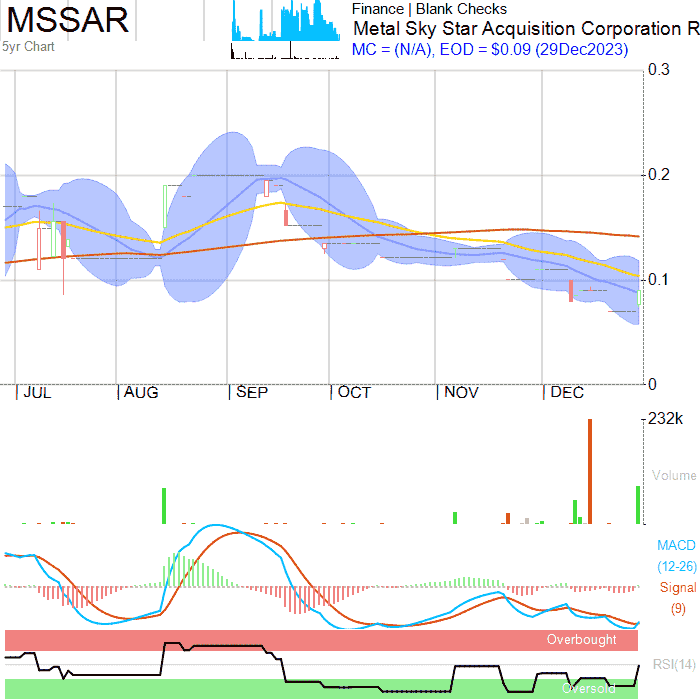 MSSAR
5yr Chart
Finance | Blank Checks
Metal Sky Star Acquisition Corporation R
MC = (N/A), EOD = $0.09 (29Dec2023)
0.3
0.2
0.1
0
JUL AUG SEP OCT NOV DEC
232k
Volume
MACD
(12-26)
Signal
(9)
Overbought
RSI(14)
Oversold